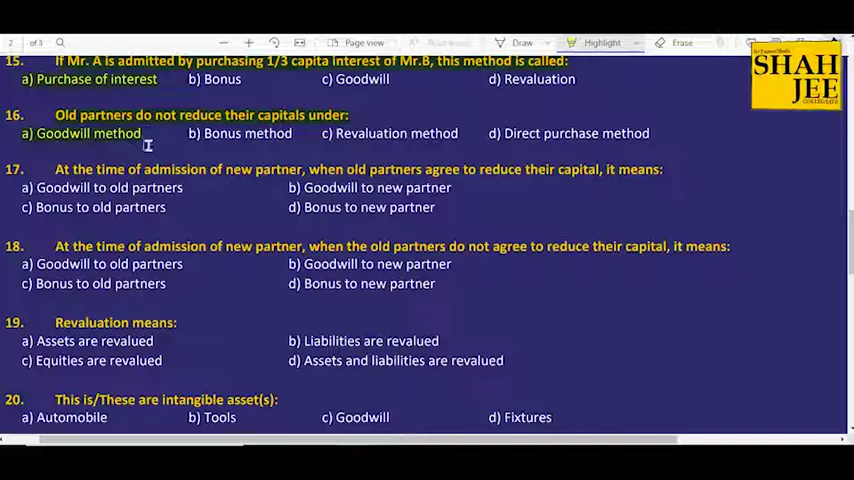 2 of 3 Page view Read aloud Draw Highlight Erase
15. If Mr. A is admitted by purchasing 1/3 capita interest of Mr.B, this method is called:
a) Purchase of interest b) Bonus c) Goodwill d) Revaluation
16. Old partners do not reduce their capitals under:
a) Goodwill method b) Bonus method c) Revaluation method d) Direct purchase method
17. At the time of admission of new partner, when old partners agree to reduce their capital, it means:
a) Goodwill to old partners b) Goodwill to new partner
c) Bonus to old partners d) Bonus to new partner
18. At the time of admission of new partner, when the old partners do not agree to reduce their capital, it means:
a) Goodwill to old partners b) Goodwill to new partner
c) Bonus to old partners d) Bonus to new partner
19. Revaluation means:
a) Assets are revalued b) Liabilities are revalued
c) Equities are revalued d) Assets and liabilities are revalued
20. This is/These are intangible asset(s):
a) Automobile b) Tools c) Goodwill d) Fixtures
SHAH
JEE
COLLEGIATE